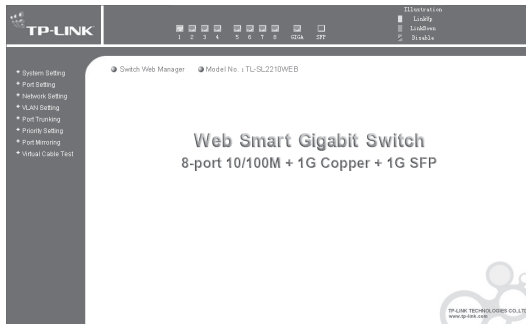 TP-LINK
Illustration
LinkUp
LinkDown
Disable
1 2 3 4 5 6 7 8 GIGA SFP
System Setting
Port Setting
Network Setting
VLAN Setting
Port Trunking
Priority Setting
Port Mirroring
Virtual Cable Test
Switch Web Manager Model No. : TL-SL2210WEB
Web Smart Gigabit Switch
8-port 10/100M + 1G Copper + 1G SFP
TP-LINK TECHNOLOGIES CO.,LTD
www.tp-link.com